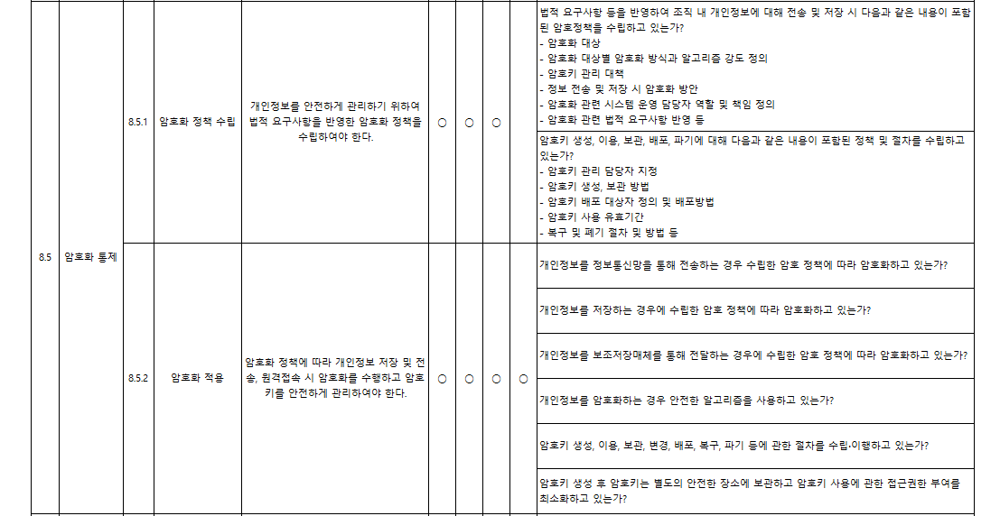 8.5
암호화 통제
8.5.1
암호화 정책 수립
개인정보를 안전하게 관리하기 위하여
법적 요구사항을 반영한 암호화 정책을
수립하여야 한다.
○ ○ ○
법적 요구사항 등을 반영하여 조직 내 개인정보에 대해 전송 및 저장 시 다음과 같은 내용이 포함
된 암호정책을 수립하고 있는가?
- 암호화 대상
- 암호화 대상별 암호화 방식과 알고리즘 강도 정의
- 암호키 관리 대책
- 정보 전송 및 저장 시 암호화 방안
- 암호화 관련 시스템 운영 담당자 역할 및 책임 정의
- 암호화 관련 법적 요구사항 반영 등
암호키 생성, 이용, 보관, 배포, 파기에 대해 다음과 같은 내용이 포함된 정책 및 절차를 수립하고
있는가?
- 암호키 관리 담당자 지정
- 암호키 생성, 보관 방법
- 암호키 배포 대상자 정의 및 배포방법
- 암호키 사용 유효기간
- 복구 및 폐기 절차 및 방법 등
8.5.2
암호화 적용
암호화 정책에 따라 개인정보 저장 및 전
송, 원격접속 시 암호화를 수행하고 암호
키를 안전하게 관리하여야 한다.
○ ○ ○ ○
개인정보를 정보통신망을 통해 전송하는 경우 수립한 암호 정책에 따라 암호화하고 있는가?
개인정보를 저장하는 경우에 수립한 암호 정책에 따라 암호화하고 있는가?
개인정보를 보조저장매체를 통해 전달하는 경우에 수립한 암호 정책에 따라 암호화하고 있는가?
개인정보를 암호화하는 경우 안전한 알고리즘을 사용하고 있는가?
암호키 생성, 이용, 보관, 변경, 배포, 복구, 파기 등에 관한 절차를 수립·이행하고 있는가?
암호키 생성 후 암호키는 별도의 안전한 장소에 보관하고 암호키 사용에 관한 접근권한 부여를
최소화하고 있는가?